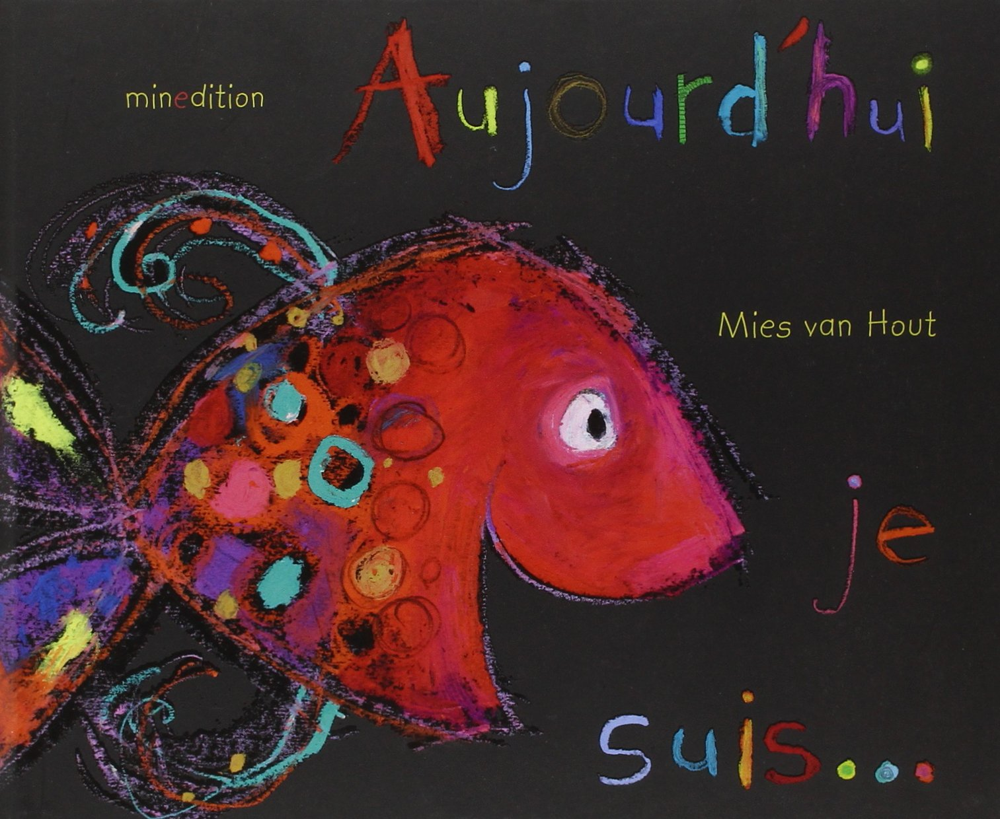 minedition
Aujourd'hui
Mies van Hout
je
suis...